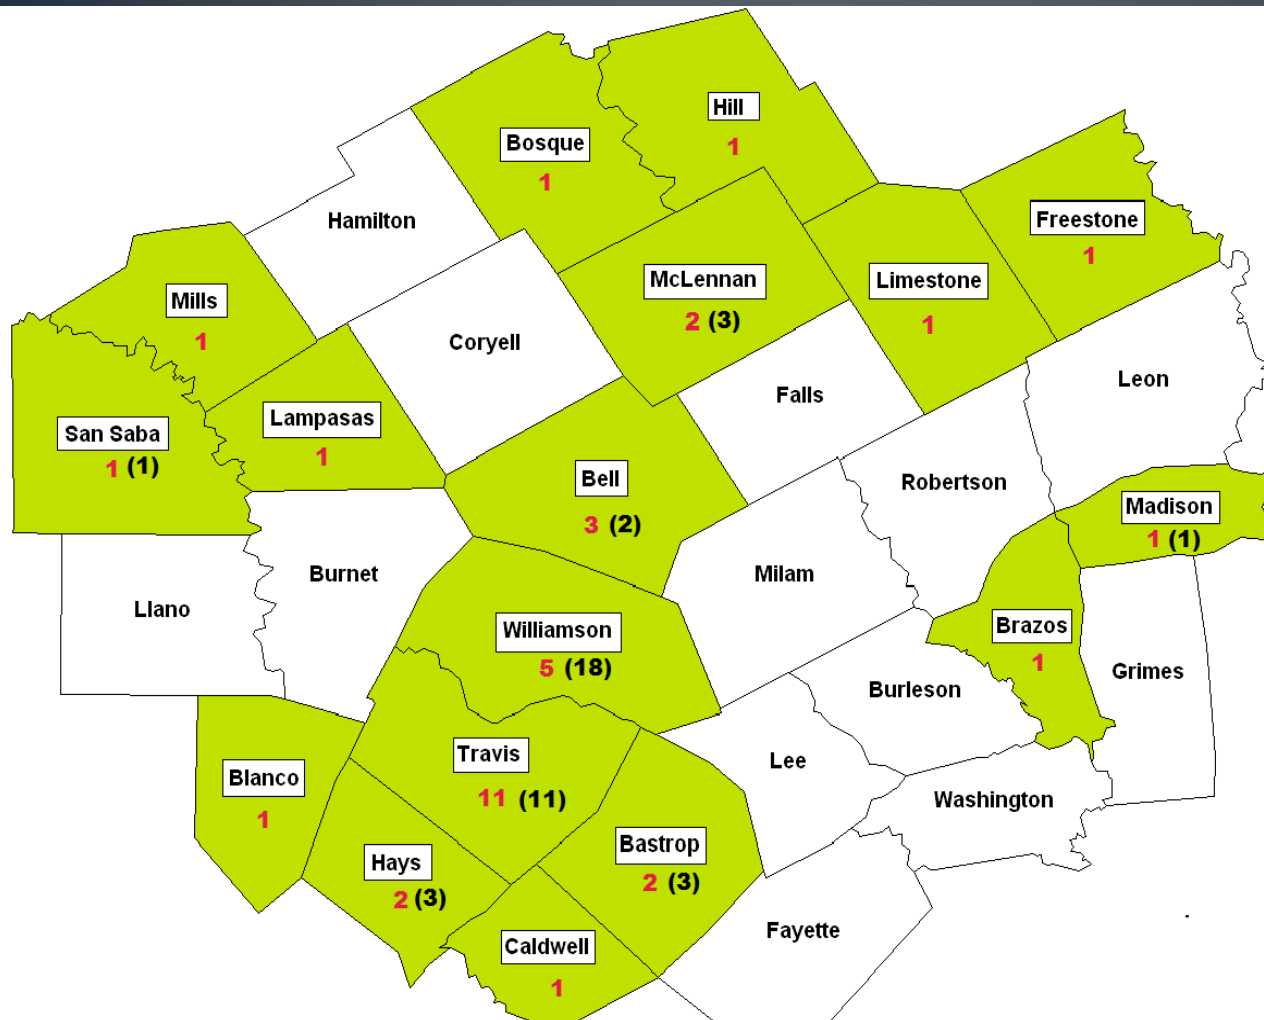 Hill
1
Bosque
1
Hamilton
Freestone
1
McLennan
2 (3)
Limestone
1
Mills
1
Coryell
Leon
Falls
Lampasas
1
San Saba
1 (1)
Bell
3 (2)
Robertson
Madison
1 (1)
Burnet
Milam
Llano
Williamson
5 (18)
Brazos
1
Grimes
Burleson
Travis
11 (11)
Lee
Blanco
1
Washington
Bastrop
2 (3)
Hays
2 (3)
Fayette
Caldwell
1